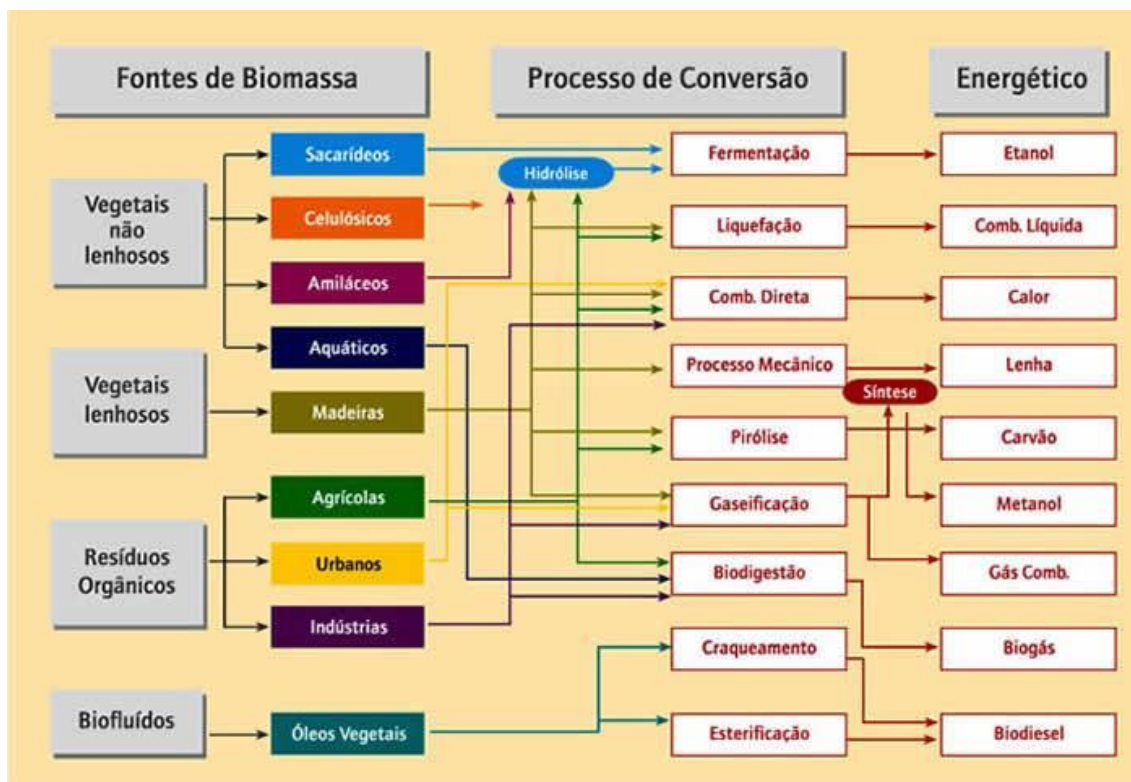 Fontes de Biomassa
Processo de Conversão
Energético
Vegetais
não
lenhosos
Sacarídeos
Celulósicos
Amiláceos
Aquáticos
Vegetais
lenhosos
Madeiras
Resíduos
Orgânicos
Agrícolas
Urbanos
Indústrias
Biofluídos
Óleos Vegetais
Hidrólise
Fermentação
Liquefação
Comb. Direta
Processo Mecânico
Síntese
Pirólise
Gaseificação
Biodigestão
Craqueamento
Esterificação
Etanol
Comb. Líquida
Calor
Lenha
Carvão
Metanol
Gás Comb.
Biogás
Biodiesel